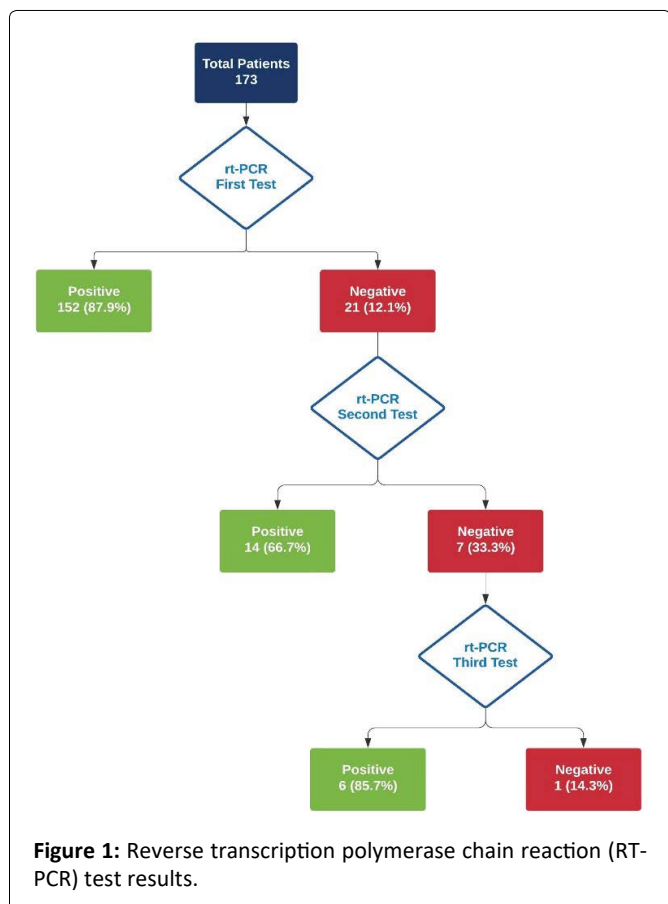 Total Patients
173
rt-PCR
First Test
Positive
152 (87.9%)
Negative
21 (12.1%)
rt-PCR
Second Test
Positive
14 (66.7%)
Negative
7 (33.3%)
rt-PCR
Third Test
Positive
6 (85.7%)
Negative
1 (14.3%)
Figure 1: Reverse transcription polymerase chain reaction (RT-
PCR) test results.